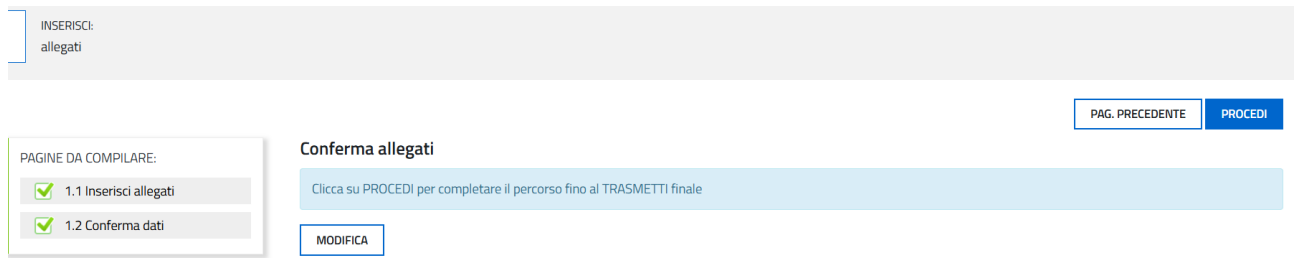 INSERISCI:
allegati
PAG. PRECEDENTE
PROCEDI
PAGINE DA COMPILARE:
1.1 Inserisci allegati
1.2 Conferma dati
Conferma allegati
Clicca su PROCEDI per completare il percorso fino al TRASMETTI finale
MODIFICA